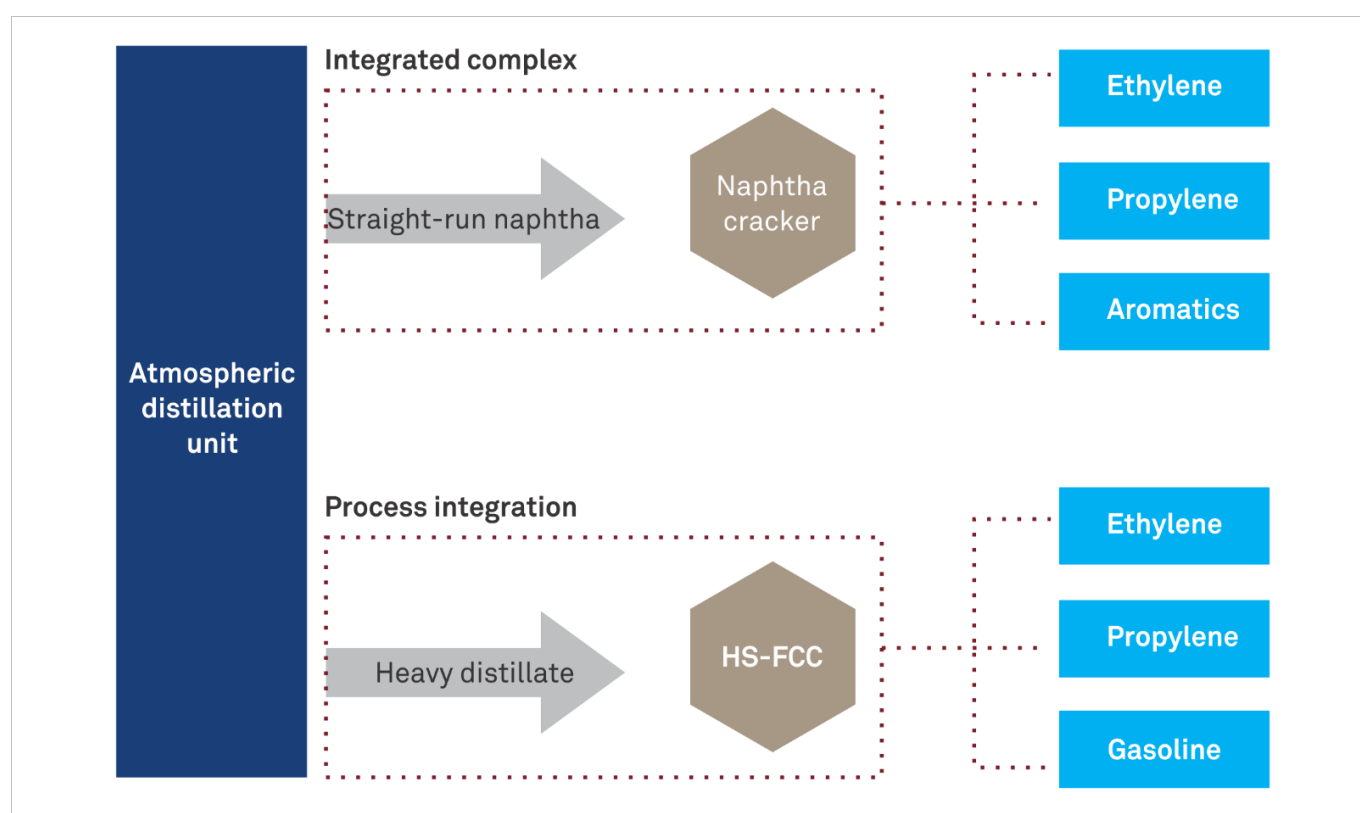 Integrated complex
Straight-run naphtha
Naphtha
cracker
Ethylene
Propylene
Aromatics
Atmospheric
distillation
unit
Process integration
Heavy distillate
HS-FCC
Ethylene
Propylene
Gasoline